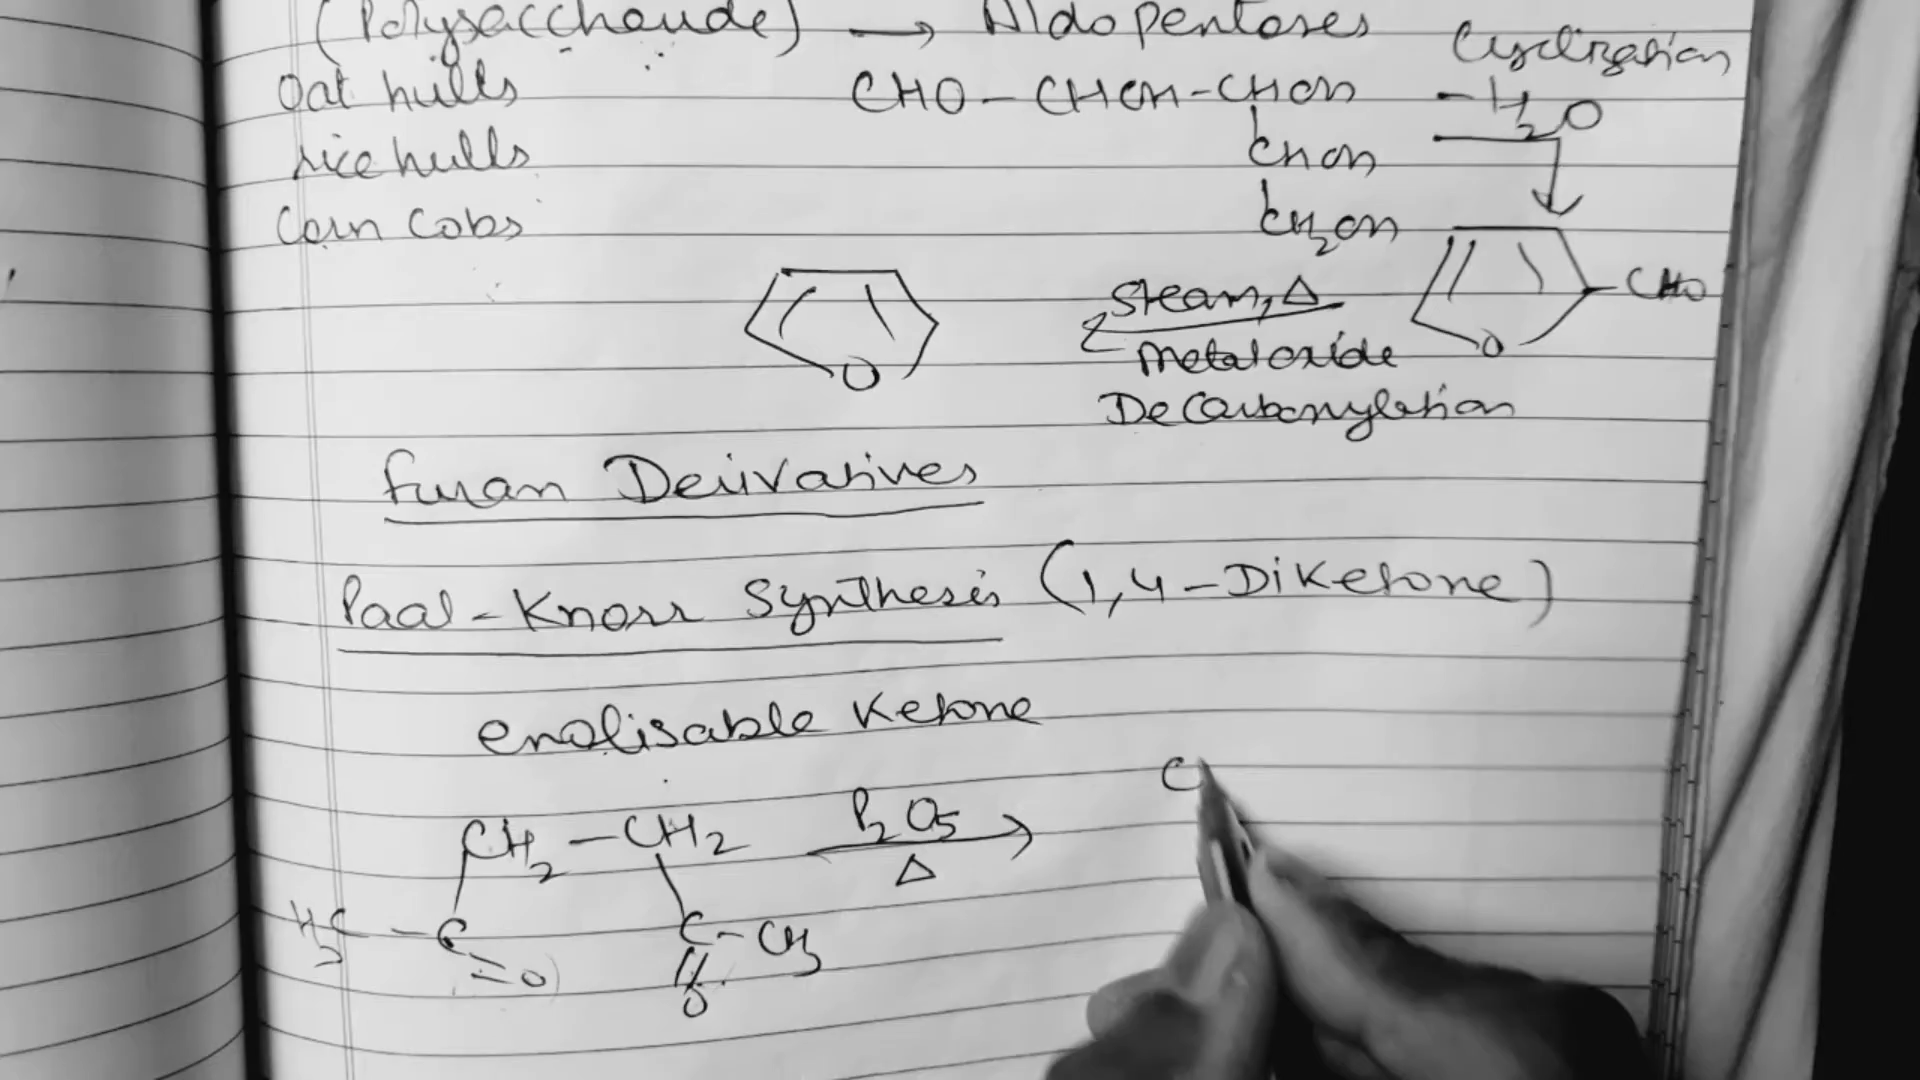 (Polysaccharide) → Aldopentoses
Cyclization
Oat hulls CHO-CHOH-CHOH -H2O
rice hulls CHOH
Corn Cobs CH2OH
CHO
steam, Δ
O
metal oxide O
Decarbonylation
Furan Derivatives
Paal-Knorr Synthesis (1,4-Diketone)
enolisable Ketone
C
CH2-CH2 P2O5 →
Δ
H3C-C C-CH3
=O
O